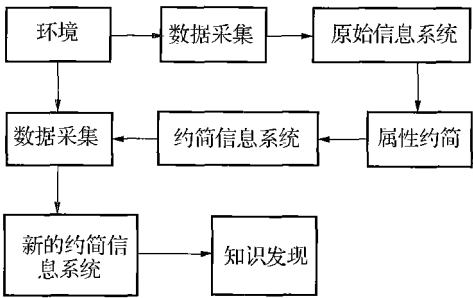 环境
数据采集
原始信息系统
数据采集
约简信息系统
属性约简
新的约简信
息系统
知识发现